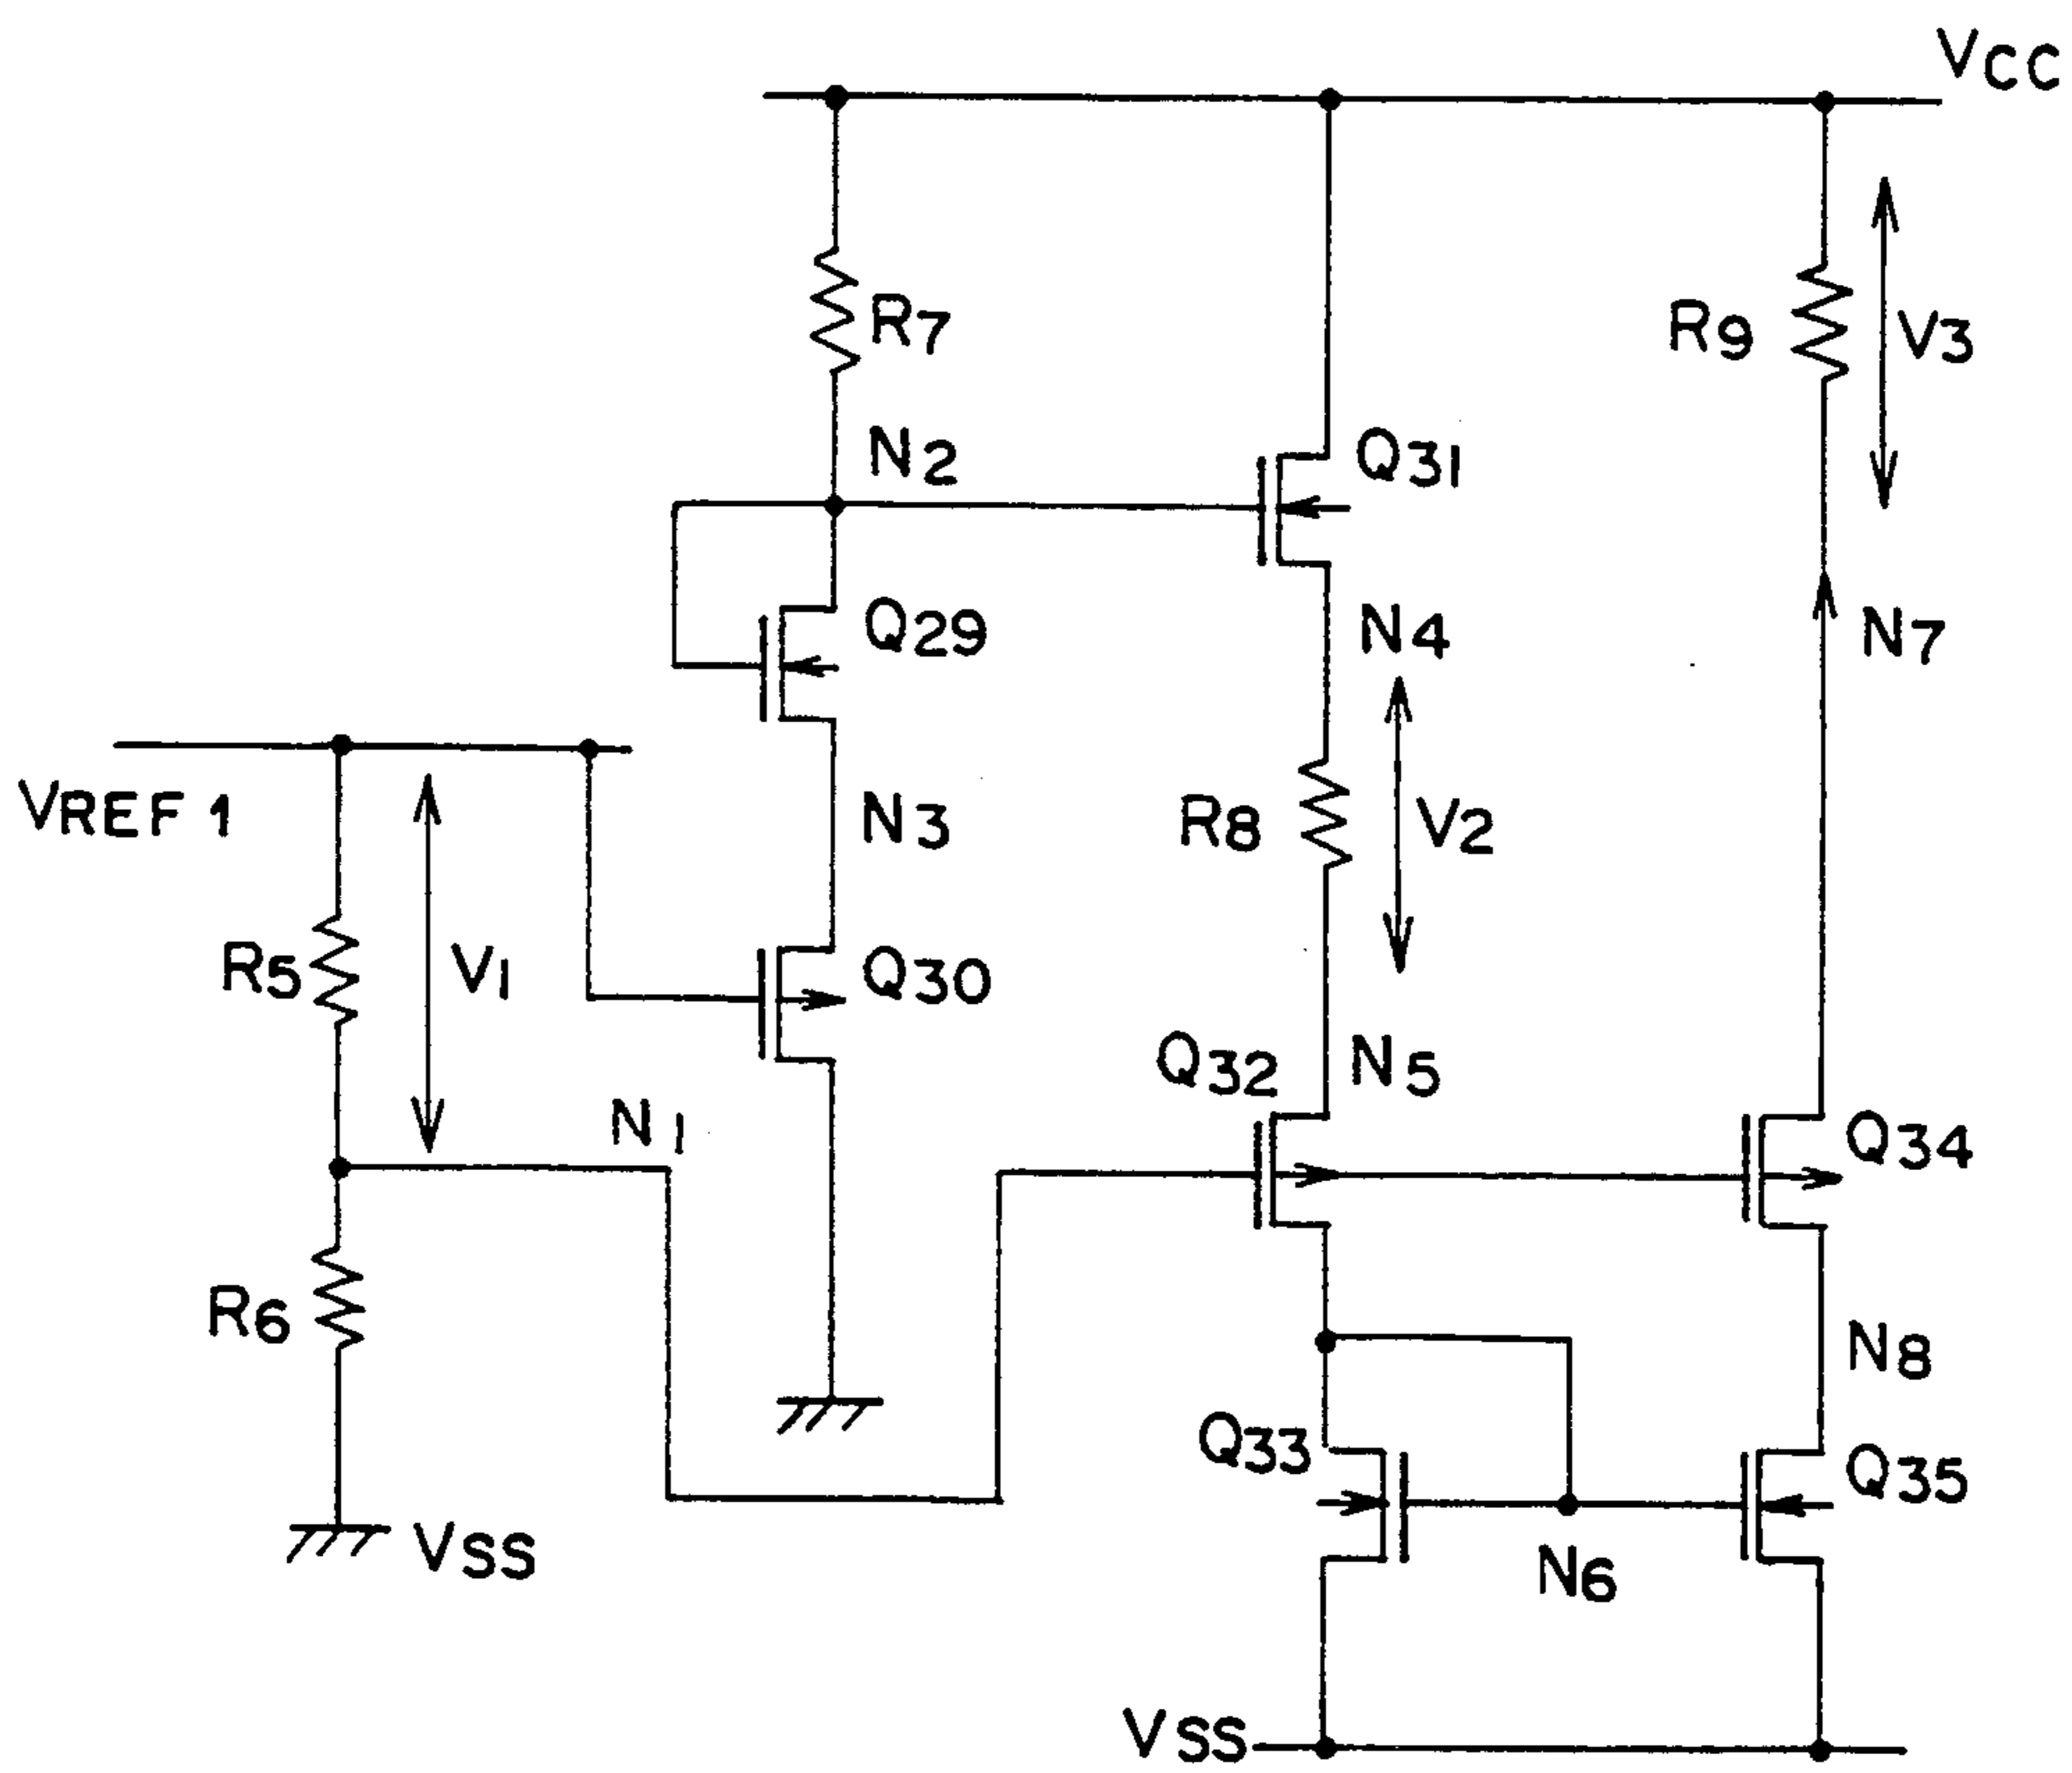 VCC
R7
R9
V3
N2
Q31
Q29
N4
N7
VREF 1
N3
R8
V2
R5
V1
Q30
Q32
N5
N1
Q34
R6
N8
Q33
Q35
VSS
N6
VSS